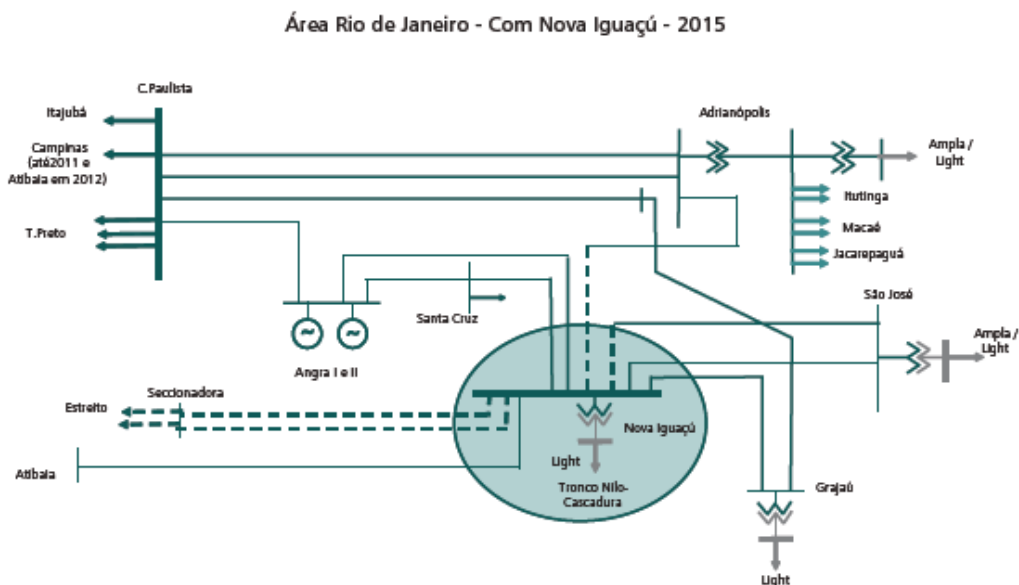 Área Rio de Janeiro - Com Nova Iguaçú - 2015
C.Paulista
Itajubá
Campinas
(até2011 e
Atibaia em 2012)
T.Preto
Adrianópolis
Ampla /
Light
Itutinga
Macaé
Jacarepaguá
São José
Ampla /
Light
Santa Cruz
~
~
Angra I e II
Seccionadora
Estreito
Atibaia
Nova Iguaçú
Light
Tronco Nilo-
Cascadura
Grajaú
Light